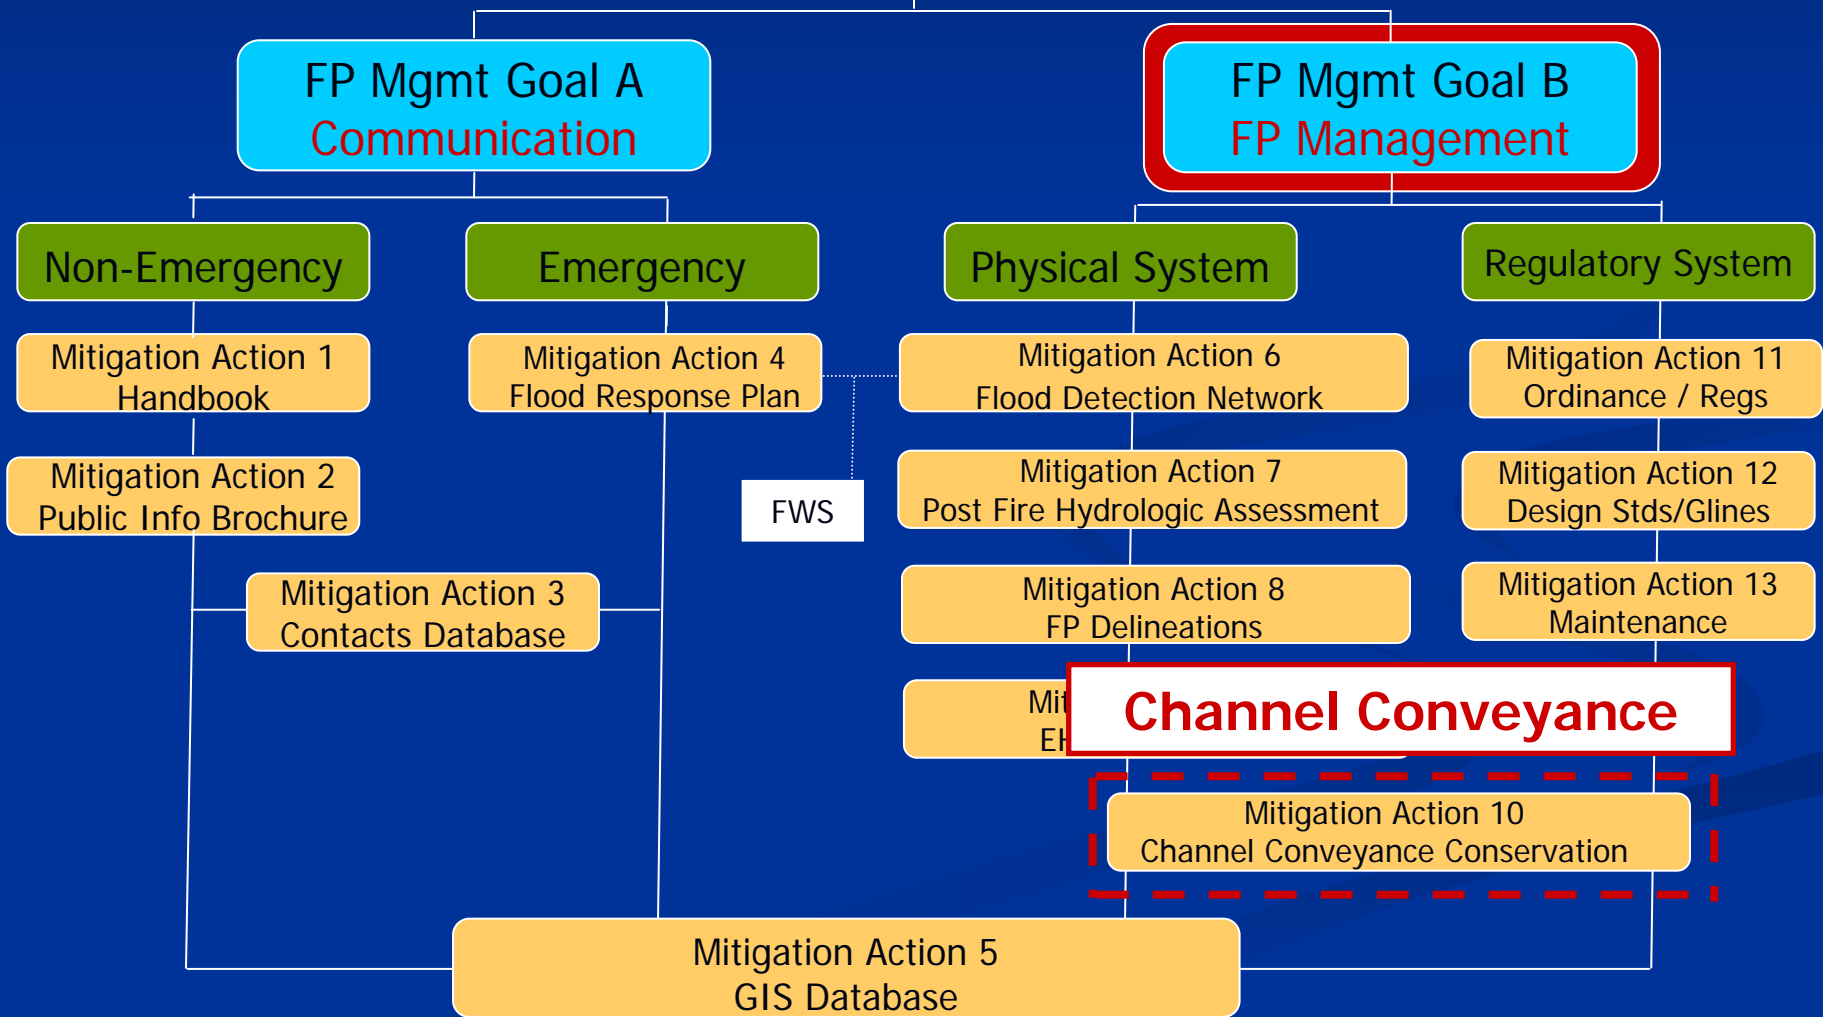 FP Mgmt Goal A
Communication
FP Mgmt Goal B
FP Management
Non-Emergency
Emergency
Physical System
Regulatory System
Mitigation Action 1
Handbook
Mitigation Action 4
Flood Response Plan
Mitigation Action 6
Flood Detection Network
Mitigation Action 11
Ordinance / Regs
Mitigation Action 2
Public Info Brochure
FWS
Mitigation Action 7
Post Fire Hydrologic Assessment
Mitigation Action 12
Design Stds/Glines
Mitigation Action 3
Contacts Database
Mitigation Action 8
FP Delineations
Mitigation Action 13
Maintenance
Channel Conveyance
Mitigation Action 10
Channel Conveyance Conservation
Mitigation Action 5
GIS Database